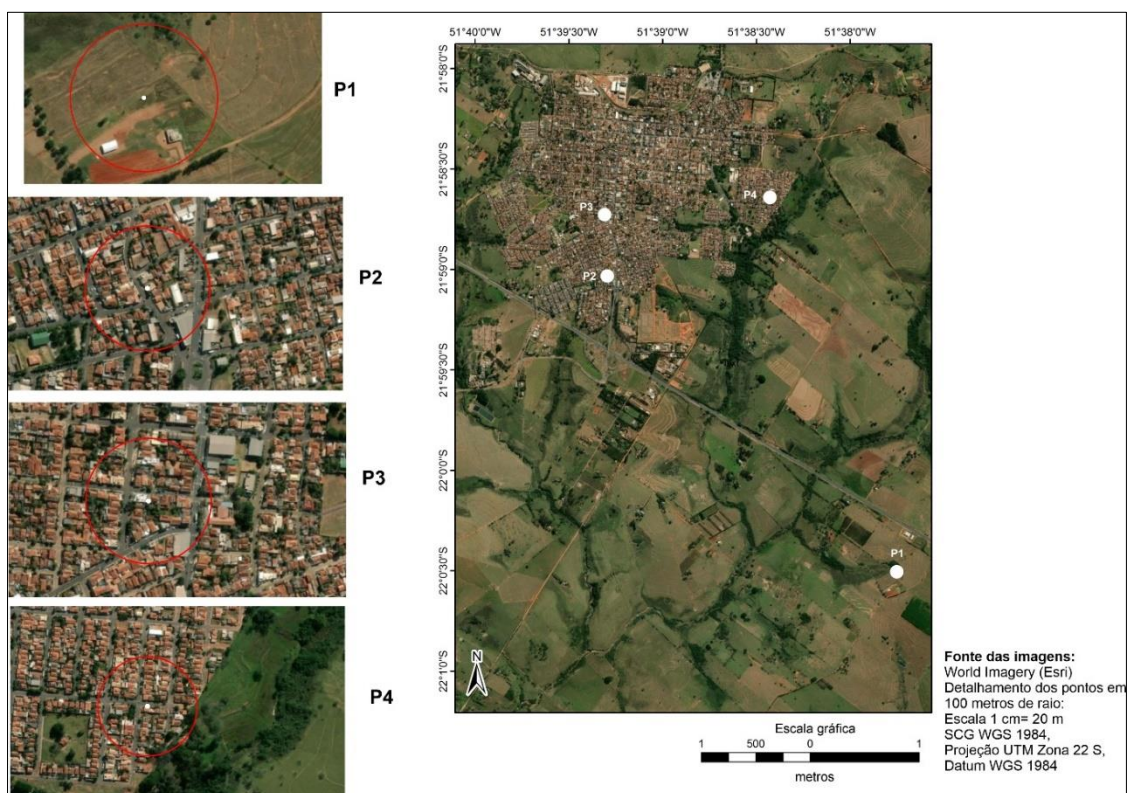 P1
P2
P3
P4
51°40'0"W 51°39'30"W 51°39'0"W 51°38'30"W 51°38'0"W
21°58'0"S
21°58'30"S
21°59'0"S
21°59'30"S
22°0'0"S
22°0'30"S
22°1'0"S
P4
P3
P2
P1
N
Escala gráfica
1 500 0 1
metros
Fonte das imagens:
World Imagery (Esri)
Detalhamento dos pontos em
100 metros de raio:
Escala 1 cm= 20 m
SCG WGS 1984,
Projeção UTM Zona 22 S,
Datum WGS 1984